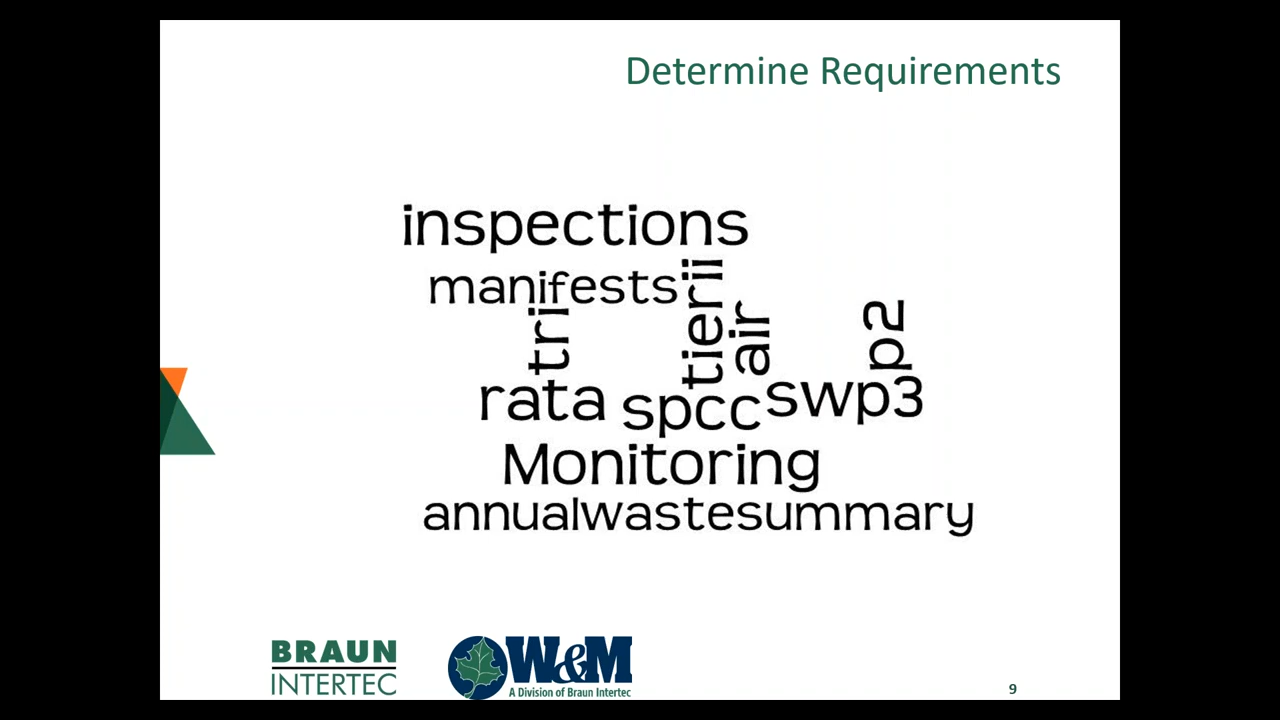 Determine Requirements
inspections
manifests
tierii
tri
air
p2
rata
spcc
swp3
Monitoring
annualwastesummary
BRAUN
INTERTEC
W&M
A Division of Braun Intertec
9